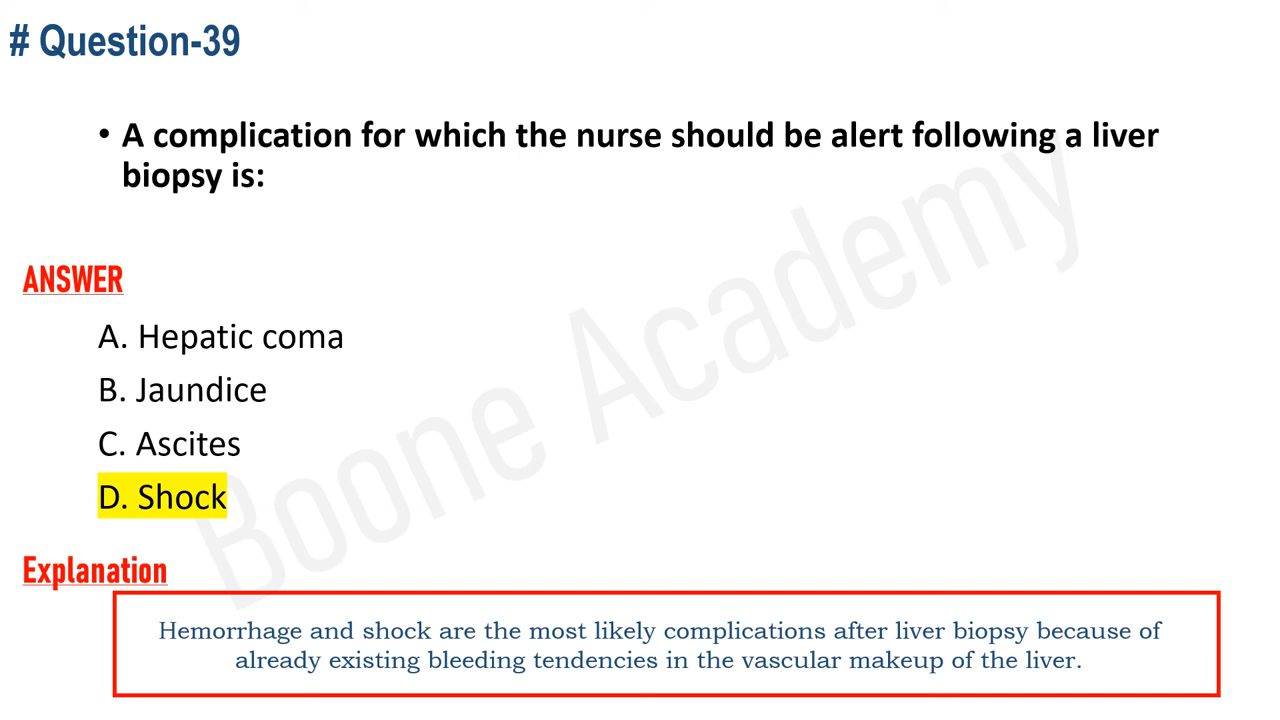 # Question-39
• A complication for which the nurse should be alert following a liver
biopsy is:
ANSWER
A. Hepatic coma
B. Jaundice
C. Ascites
D. Shock
Explanation
Hemorrhage and shock are the most likely complications after liver biopsy because of
already existing bleeding tendencies in the vascular makeup of the liver.
Boone Academy